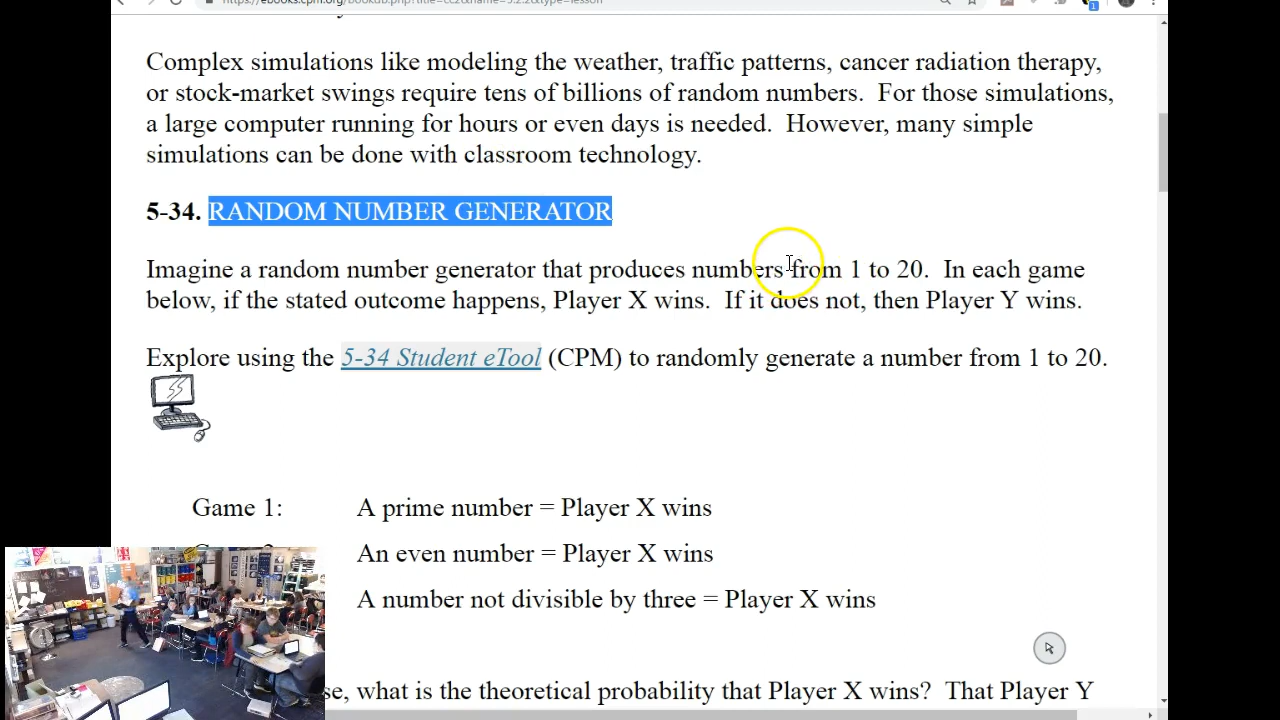 Complex simulations like modeling the weather, traffic patterns, cancer radiation therapy,
or stock-market swings require tens of billions of random numbers.  For those simulations,
a large computer running for hours or even days is needed.  However, many simple
simulations can be done with classroom technology.
5-34. RANDOM NUMBER GENERATOR
Imagine a random number generator that produces numbers from 1 to 20.  In each game
below, if the stated outcome happens, Player X wins.  If it does not, then Player Y wins.
Explore using the 5-34 Student eTool (CPM) to randomly generate a number from 1 to 20.
Game 1: A prime number = Player X wins
An even number = Player X wins
A number not divisible by three = Player X wins
what is the theoretical probability that Player X wins?  That Player Y